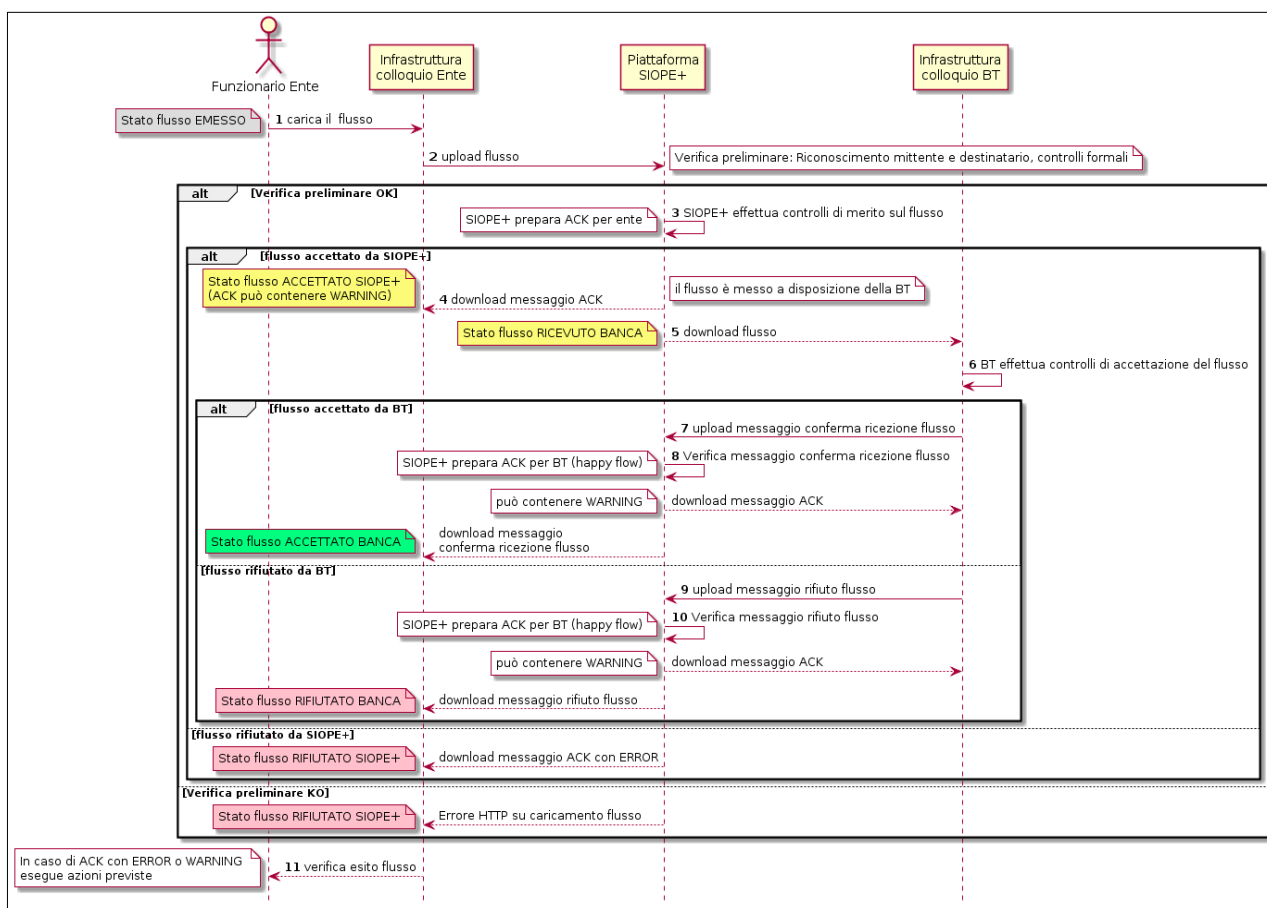 Funzionario Ente
Infrastruttura
colloquio Ente
Piattaforma
SIOPE+
Infrastruttura
colloquio BT
Stato flusso EMESSO
1 carica il  flusso
2 upload flusso
Verifica preliminare: Riconoscimento mittente e destinatario, controlli formali
alt
[Verifica preliminare OK]
SIOPE+ prepara ACK per ente
3 SIOPE+ effettua controlli di merito sul flusso
alt
[flusso accettato da SIOPE+]
Stato flusso ACCETTATO SIOPE+
(ACK può contenere WARNING)
4 download messaggio ACK
il flusso è messo a disposizione della BT
Stato flusso RICEVUTO BANCA
5 download flusso
6 BT effettua controlli di accettazione del flusso
alt
[flusso accettato da BT]
7 upload messaggio conferma ricezione flusso
SIOPE+ prepara ACK per BT (happy flow)
8 Verifica messaggio conferma ricezione flusso
può contenere WARNING
download messaggio ACK
Stato flusso ACCETTATO BANCA
download messaggio
conferma ricezione flusso
[flusso rifiutato da BT]
9 upload messaggio rifiuto flusso
SIOPE+ prepara ACK per BT (happy flow)
10 Verifica messaggio rifiuto flusso
può contenere WARNING
download messaggio ACK
Stato flusso RIFIUTATO BANCA
download messaggio rifiuto flusso
[flusso rifiutato da SIOPE+]
Stato flusso RIFIUTATO SIOPE+
download messaggio ACK con ERROR
[Verifica preliminare KO]
Stato flusso RIFIUTATO SIOPE+
Errore HTTP su caricamento flusso
In caso di ACK con ERROR o WARNING
esegue azioni previste
11 verifica esito flusso